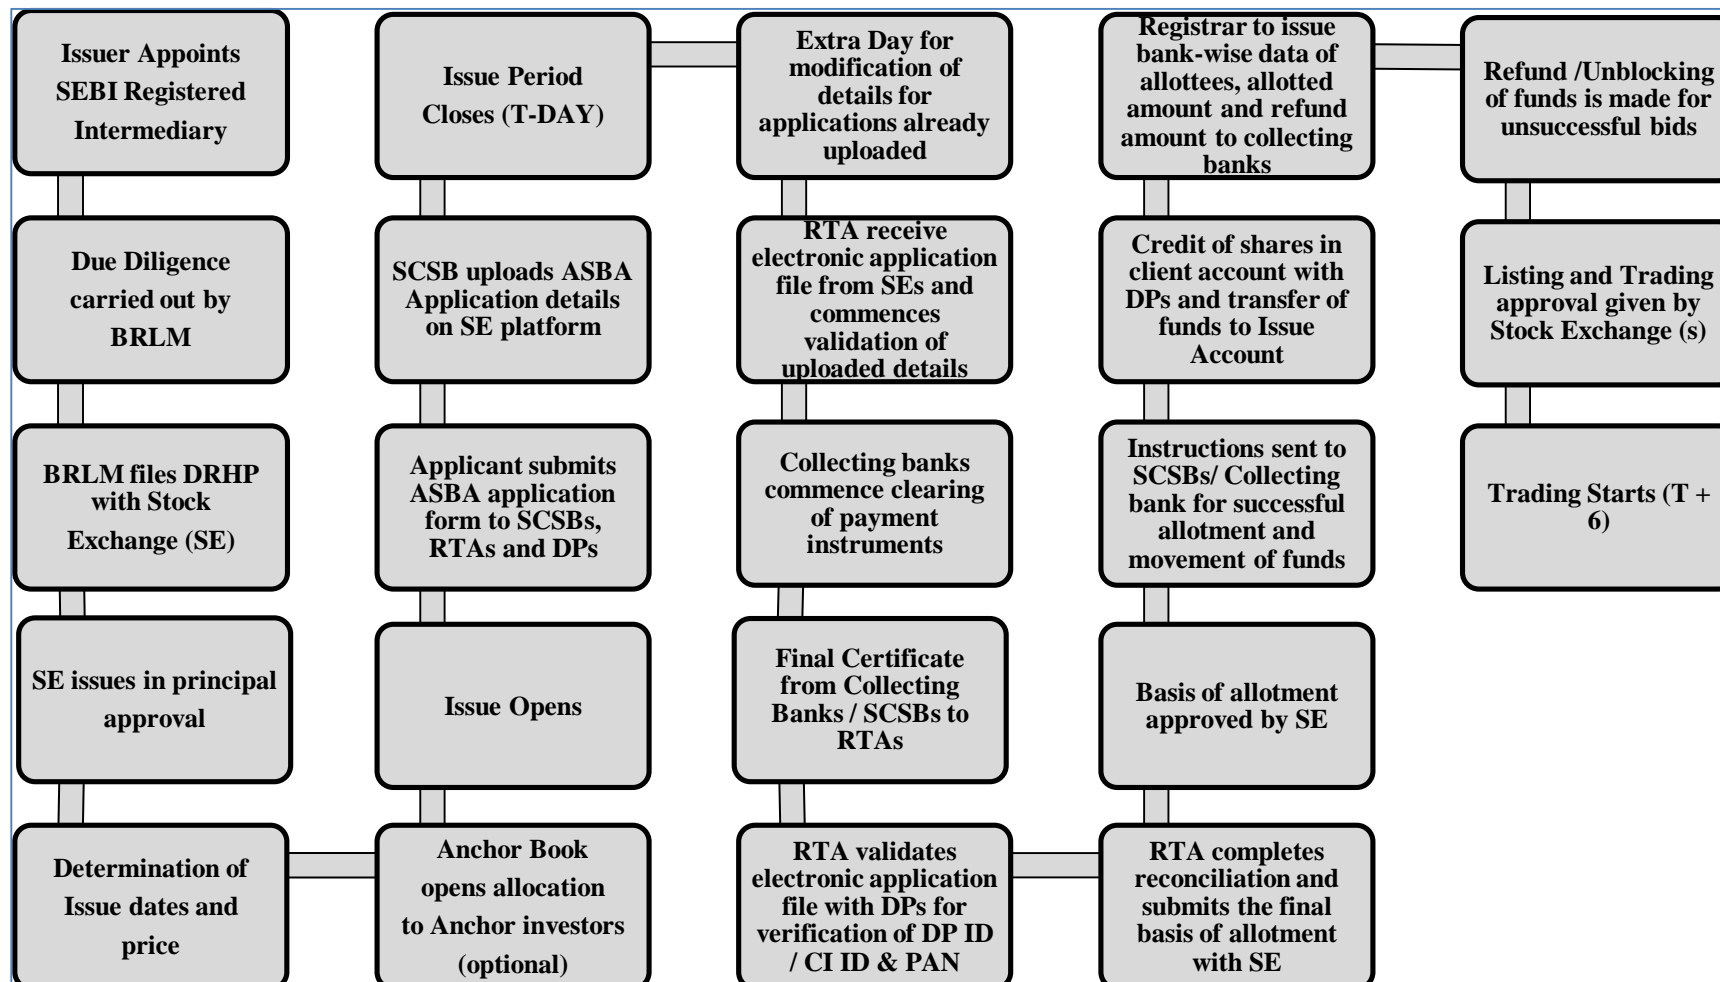 Issuer Appoints
SEBI Registered
Intermediary
Due Diligence
carried out by
BRLM
BRLM files DRHP
with Stock
Exchange (SE)
SE issues in principal
approval
Determination of
Issue dates and
price
Anchor Book
opens allocation
to Anchor investors
(optional)
Issue Opens
Applicant submits
ASBA application
form to SCSBs,
RTAs and DPs
SCSB uploads ASBA
Application details
on SE platform
Issue Period
Closes (T-DAY)
Extra Day for
modification of
details for
applications already
uploaded
RTA receive
electronic application
file from SEs and
commences
validation of
uploaded details
Collecting banks
commence clearing
of payment
instruments
Final Certificate
from Collecting
Banks / SCSBs to
RTAs
RTA validates
electronic application
file with DPs for
verification of DP ID
/ CI ID & PAN
RTA completes
reconciliation and
submits the final
basis of allotment
with SE
Basis of allotment
approved by SE
Instructions sent to
SCSBs/ Collecting
bank for successful
allotment and
movement of funds
Credit of shares in
client account with
DPs and transfer of
funds to Issue
Account
Registrar to issue
bank-wise data of
allottees, allotted
amount and refund
amount to collecting
banks
Refund /Unblocking
of funds is made for
unsuccessful bids
Listing and Trading
approval given by
Stock Exchange (s)
Trading Starts (T +
6)